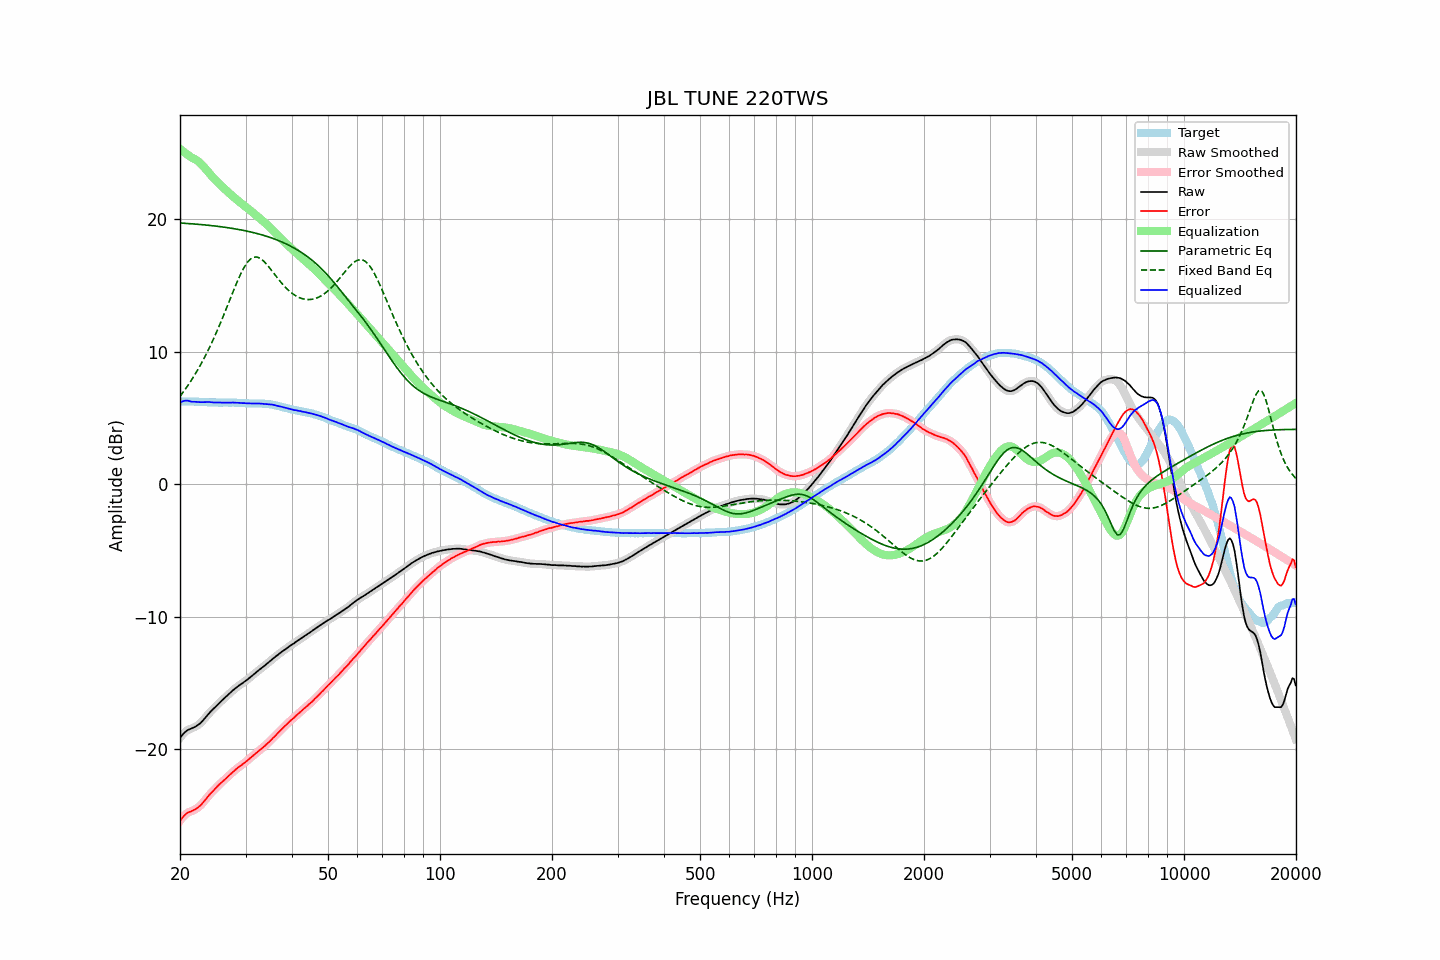 JBL TUNE 220TWS
Target
Raw Smoothed
Error Smoothed
Raw
Error
Equalization
Parametric Eq
Fixed Band Eq
Equalized
Amplitude (dBr)
20
10
0
−10
−20
20 50 100 200 500 1000 2000 5000 10000 20000
Frequency (Hz)